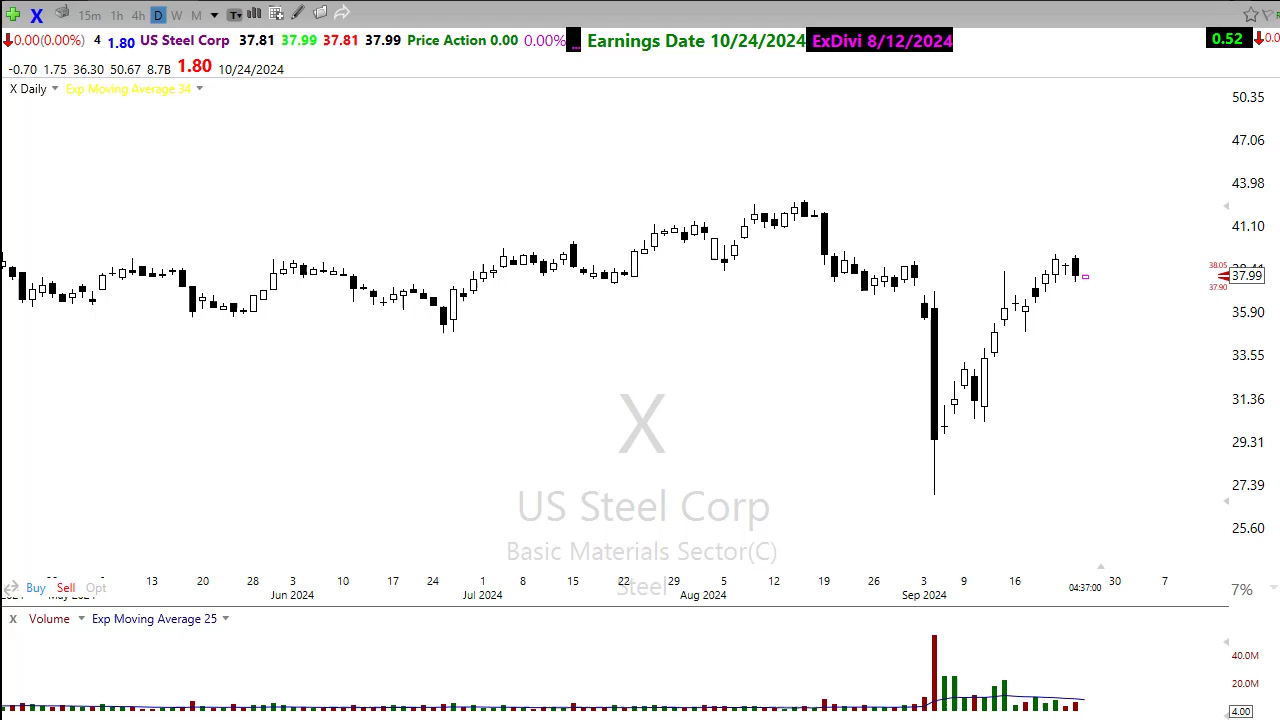 X 15m 1h 4h D W M T
0.00(0.00%) 4 1.80 US Steel Corp 37.81 37.99 37.81 37.99 Price Action 0.00 0.00% ... Earnings Date 10/24/2024 ExDivi 8/12/2024 0.52 0.0
-0.70 1.75 36.30 50.67 8.7B 1.80 10/24/2024
X Daily Exp Moving Average 34
50.35
47.06
43.98
41.10
38.05
37.99
37.90
35.90
33.55
31.36
29.31
27.39
25.60
X
US Steel Corp
Basic Materials Sector(C)
Steel
13 20 28 3 10 17 24 1 8 15 22 29 5 12 19 26 3 9 16 30 7
Buy Sell Opt
04:37:00
7%
Jun 2024 Jul 2024 Aug 2024 Sep 2024
X Volume Exp Moving Average 25
40.0M
20.0M
4.00